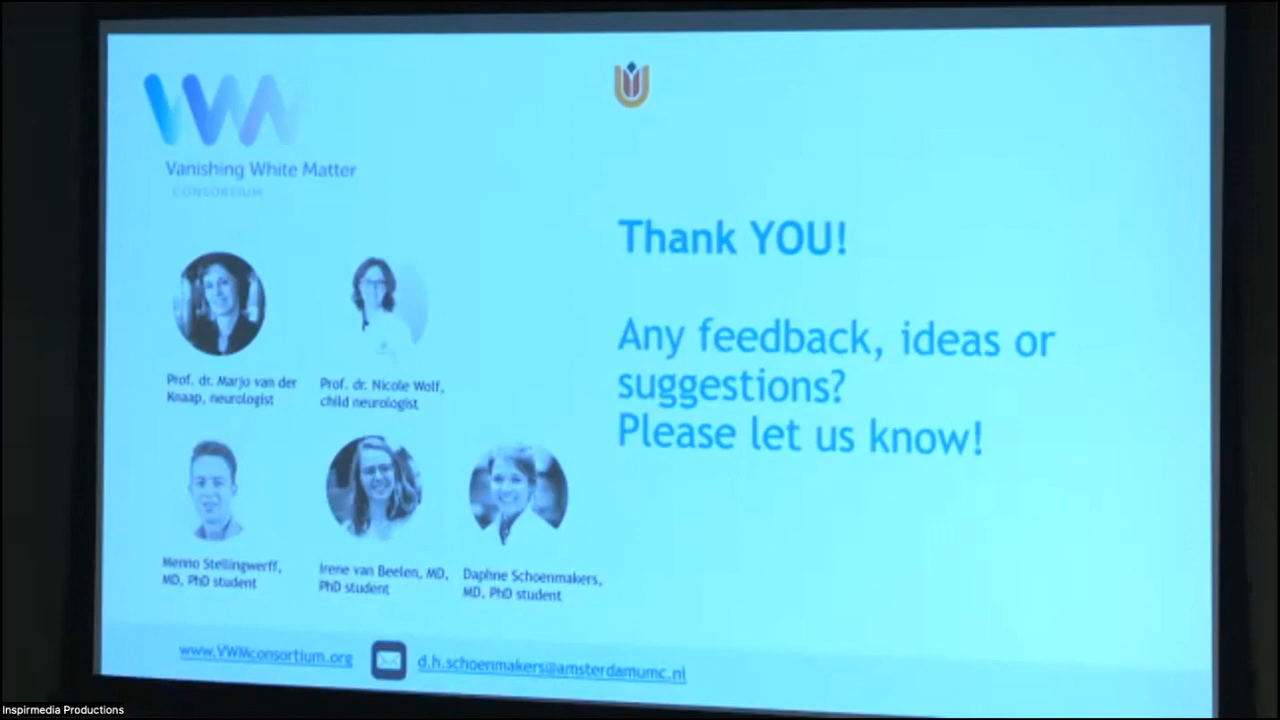 VWM
Vanishing White Matter
CONSORTIUM
Thank YOU!
Any feedback, ideas or
suggestions?
Please let us know!
Prof. dr. Marjo van der
Knaap, neurologist
Prof. dr. Nicole Wolf,
child neurologist
Menno Stellingwerff,
MD, PhD student
Irene van Beelen, MD,
PhD student
Daphne Schoenmakers,
MD, PhD student
www.VWMconsortium.org
d.h.schoenmakers@amsterdamumc.nl
Inspirmedia Productions